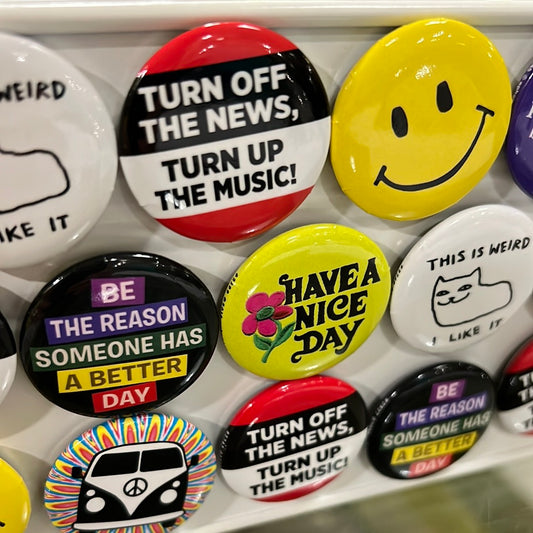 WEIRD
LIKE IT
TURN OFF
THE NEWS,
TURN UP
THE MUSIC!
BE
THE REASON
SOMEONE HAS
A BETTER
DAY
HAVE A
NICE
DAY
THIS IS WEIRD
I LIKE IT
TURN OFF
THE NEWS,
TURN UP
THE MUSIC!
BE
THE REASON
SOMEONE HAS
A BETTER
DAY